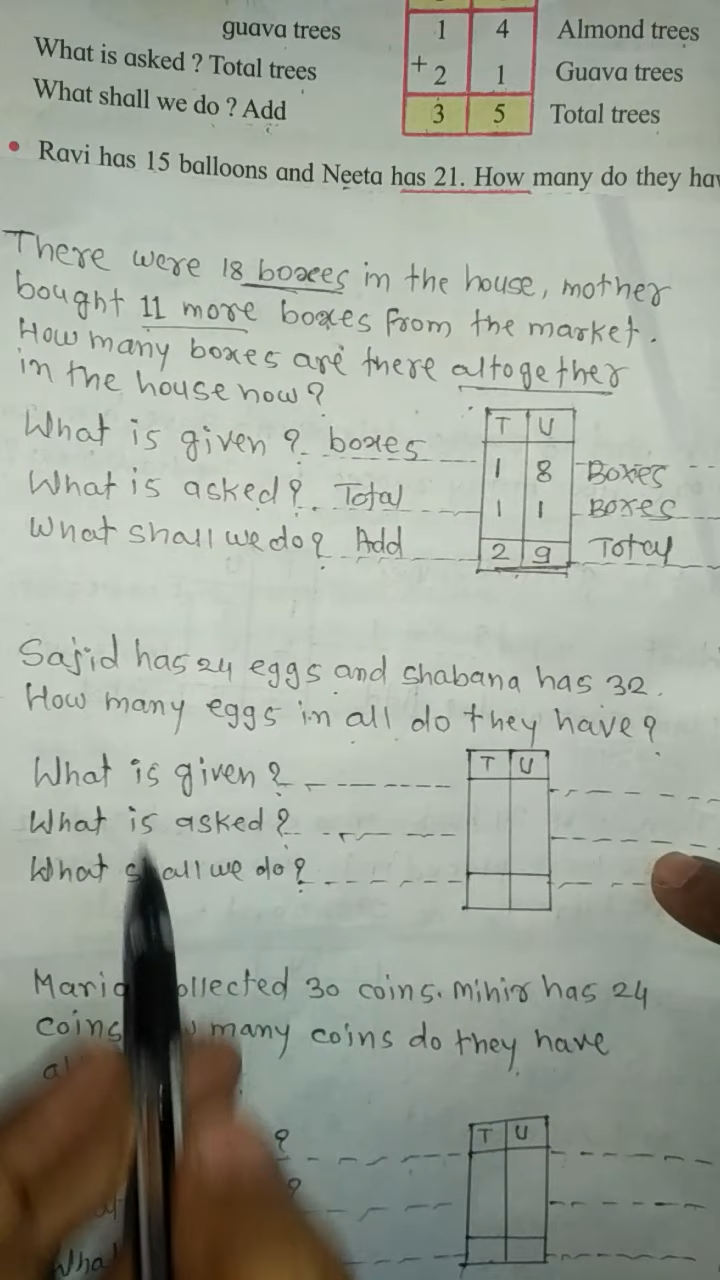 guava trees
What is asked ? Total trees
What shall we do ? Add
1 4 Almond trees
+ 2 1 Guava trees
3 5 Total trees
• Ravi has 15 balloons and Neeta has 21. How many do they hav
There were 18 boxes in the house, mother
bought 11 more boxes from the market.
How many boxes are there altogether
in the house now?
What is given? boxes
What is asked? Total
What shall we do? Add
T U
1 8 Boxes
1 1 Boxes
2 9 Total
Sajid has 24 eggs and shabana has 32.
How many eggs in all do they have?
What is given?
What is asked?
What shall we do?
T U
ollected 30 coins. mihir has 24
coins many coins do they have
?
?
T U